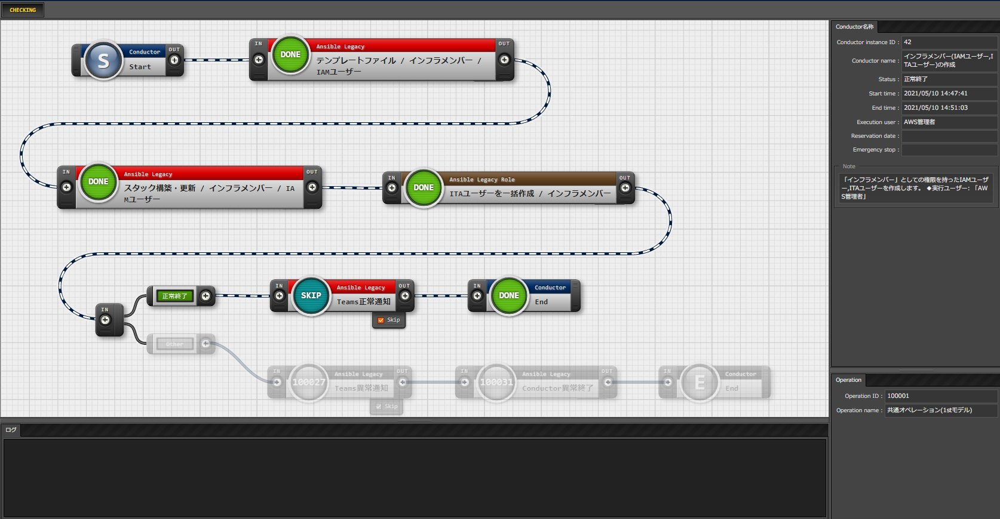 CHECKING
S
Conductor
Start
OUT
IN
DONE
Ansible Legacy
テンプレートファイル / インフラメンバー /
IAMユーザー
OUT
IN
DONE
Ansible Legacy
スタック構築・更新 / インフラメンバー / IA
Mユーザー
OUT
IN
DONE
Ansible Legacy Role
ITAユーザーを一括作成 / インフラメンバー
OUT
IN
正常終了
Other
IN
SKIP
Ansible Legacy
Teams正常通知
OUT
Skip
IN
DONE
Conductor
End
IN
100027
Ansible Legacy
Teams異常通知
OUT
Skip
IN
100031
Ansible Legacy
Conductor異常終了
OUT
IN
E
Conductor
End
ログ
Conductor名称
Conductor instance ID : 42
Conductor name : インフラメンバー(IAMユーザー,I
TAユーザー)の作成
Status : 正常終了
Start time : 2021/05/10 14:47:41
End time : 2021/05/10 14:51:03
Execution user : AWS管理者
Reservation date :
Emergency stop :
Note
「インフラメンバー」としての権限を持ったIAMユーザ
ー,ITAユーザーを作成します。 ◆実行ユーザー: 「AW
S管理者」
Operation
Operation ID : 100001
Operation name : 共通オペレーション(1stモデル)